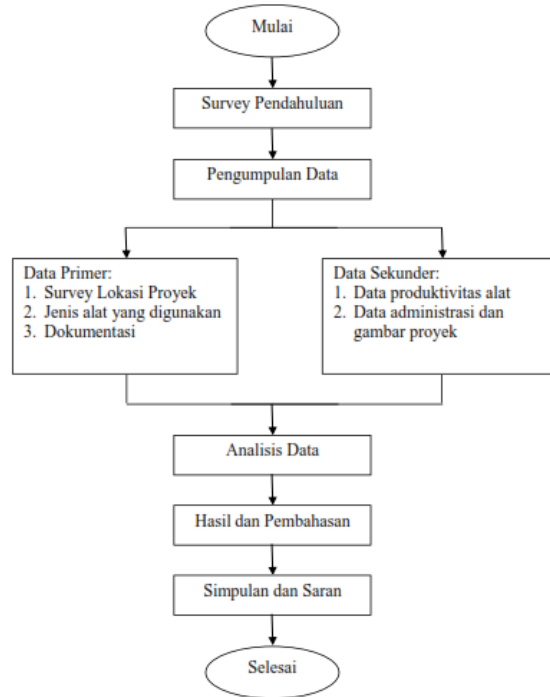 Mulai
Survey Pendahuluan
Pengumpulan Data
Data Primer:
1. Survey Lokasi Proyek
2. Jenis alat yang digunakan
3. Dokumentasi
Data Sekunder:
1. Data produktivitas alat
2. Data administrasi dan
gambar proyek
Analisis Data
Hasil dan Pembahasan
Simpulan dan Saran
Selesai